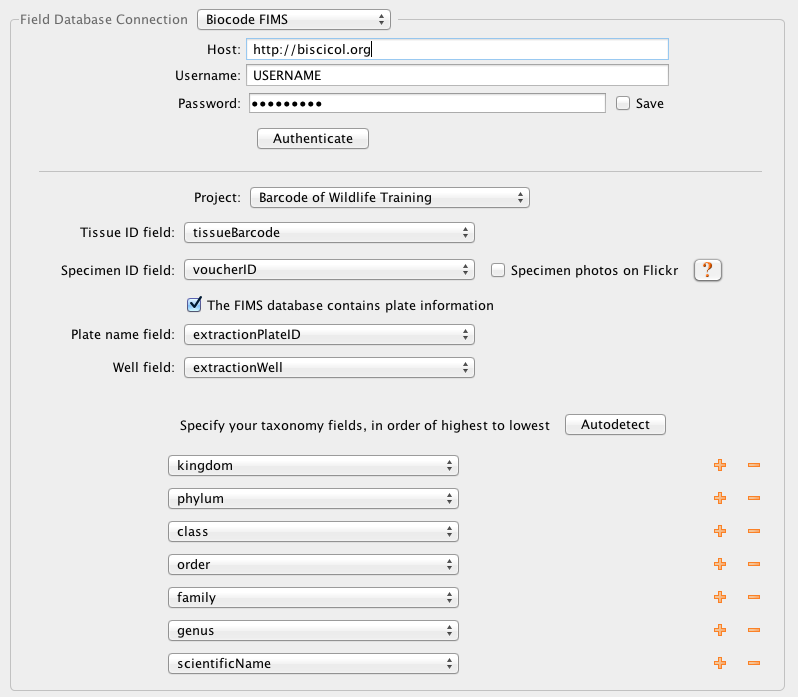 Field Database Connection Biocode FIMS
Host: http://biscicol.org
Username: USERNAME
Password: ●●●●●●●●● Save
Authenticate
Project: Barcode of Wildlife Training
Tissue ID field: tissueBarcode
Specimen ID field: voucherID Specimen photos on Flickr ?
The FIMS database contains plate information
Plate name field: extractionPlateID
Well field: extractionWell
Specify your taxonomy fields, in order of highest to lowest Autodetect
kingdom
phylum
class
order
family
genus
scientificName